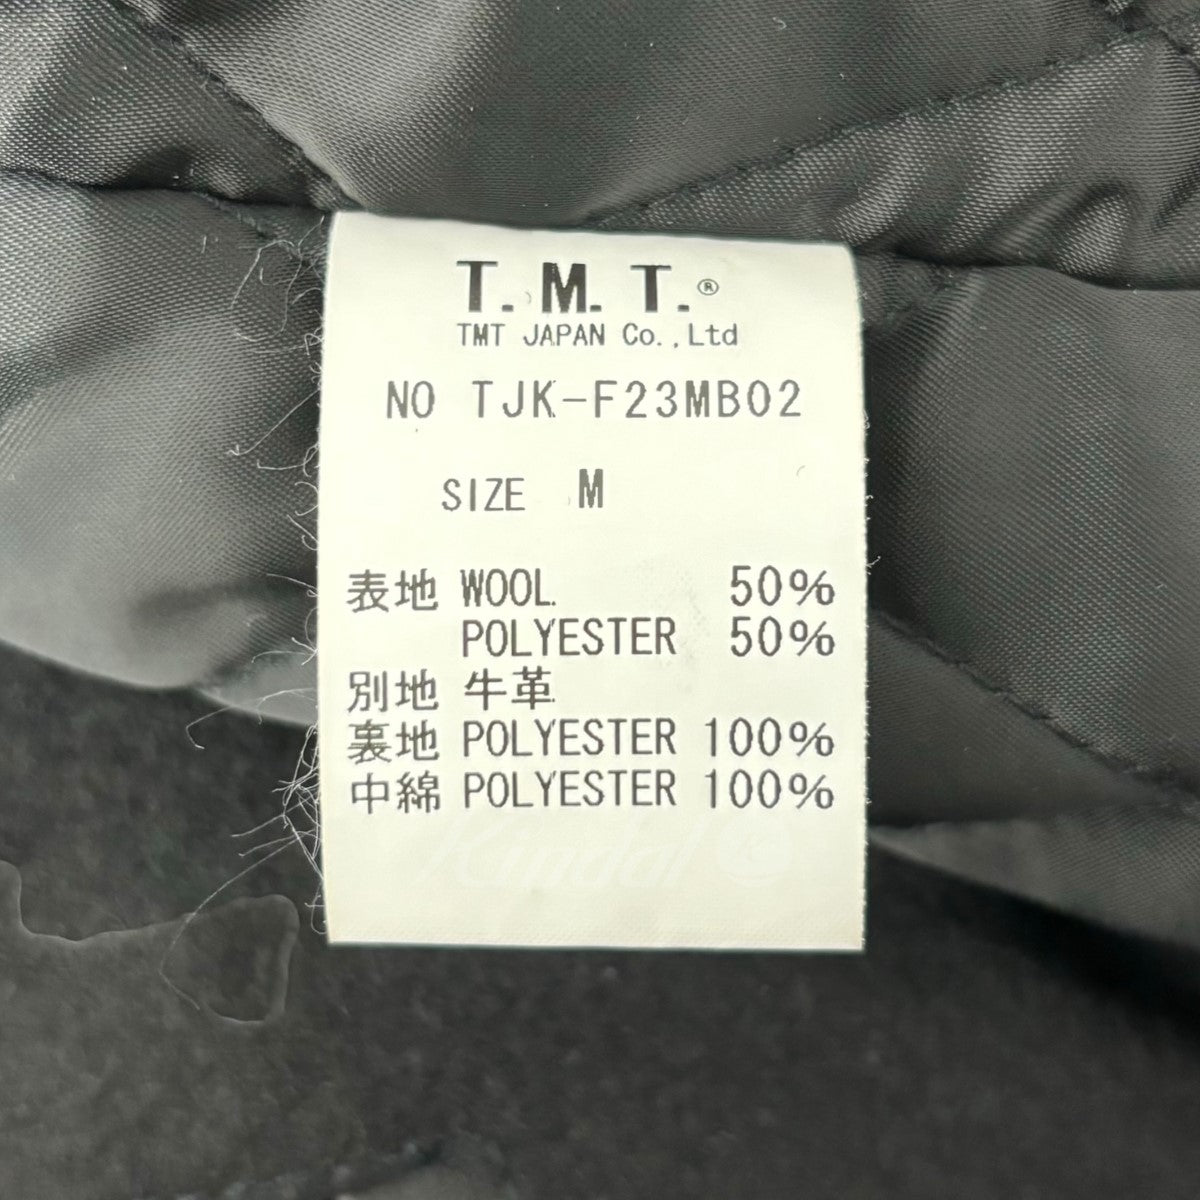 T.M.T.®
TMT JAPAN Co.,Ltd
NO TJK-F23MB02
SIZE M
表地 WOOL 50%
POLYESTER 50%
別地 牛革
裏地 POLYESTER 100%
中綿 POLYESTER 100%
Kindal